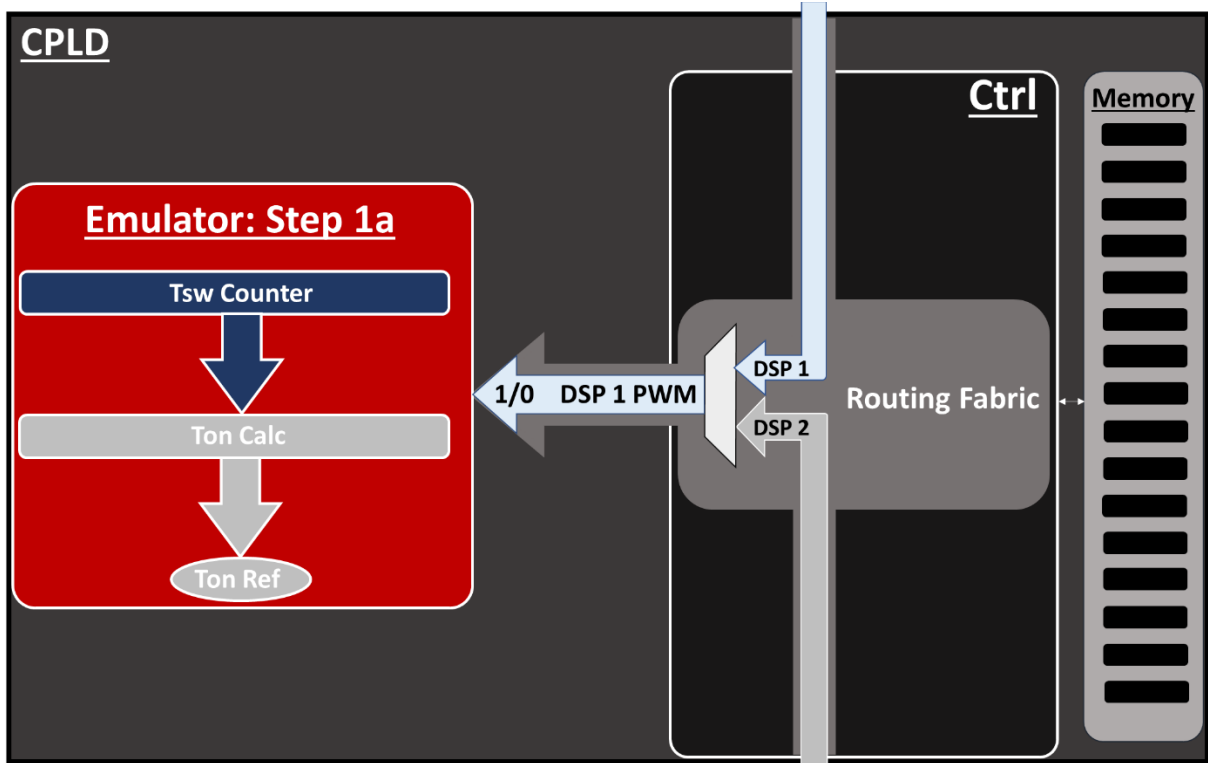 CPLD
Ctrl
Memory
Emulator: Step 1a
Tsw Counter
Ton Calc
Ton Ref
1/0 DSP 1 PWM
DSP 1
DSP 2
Routing Fabric